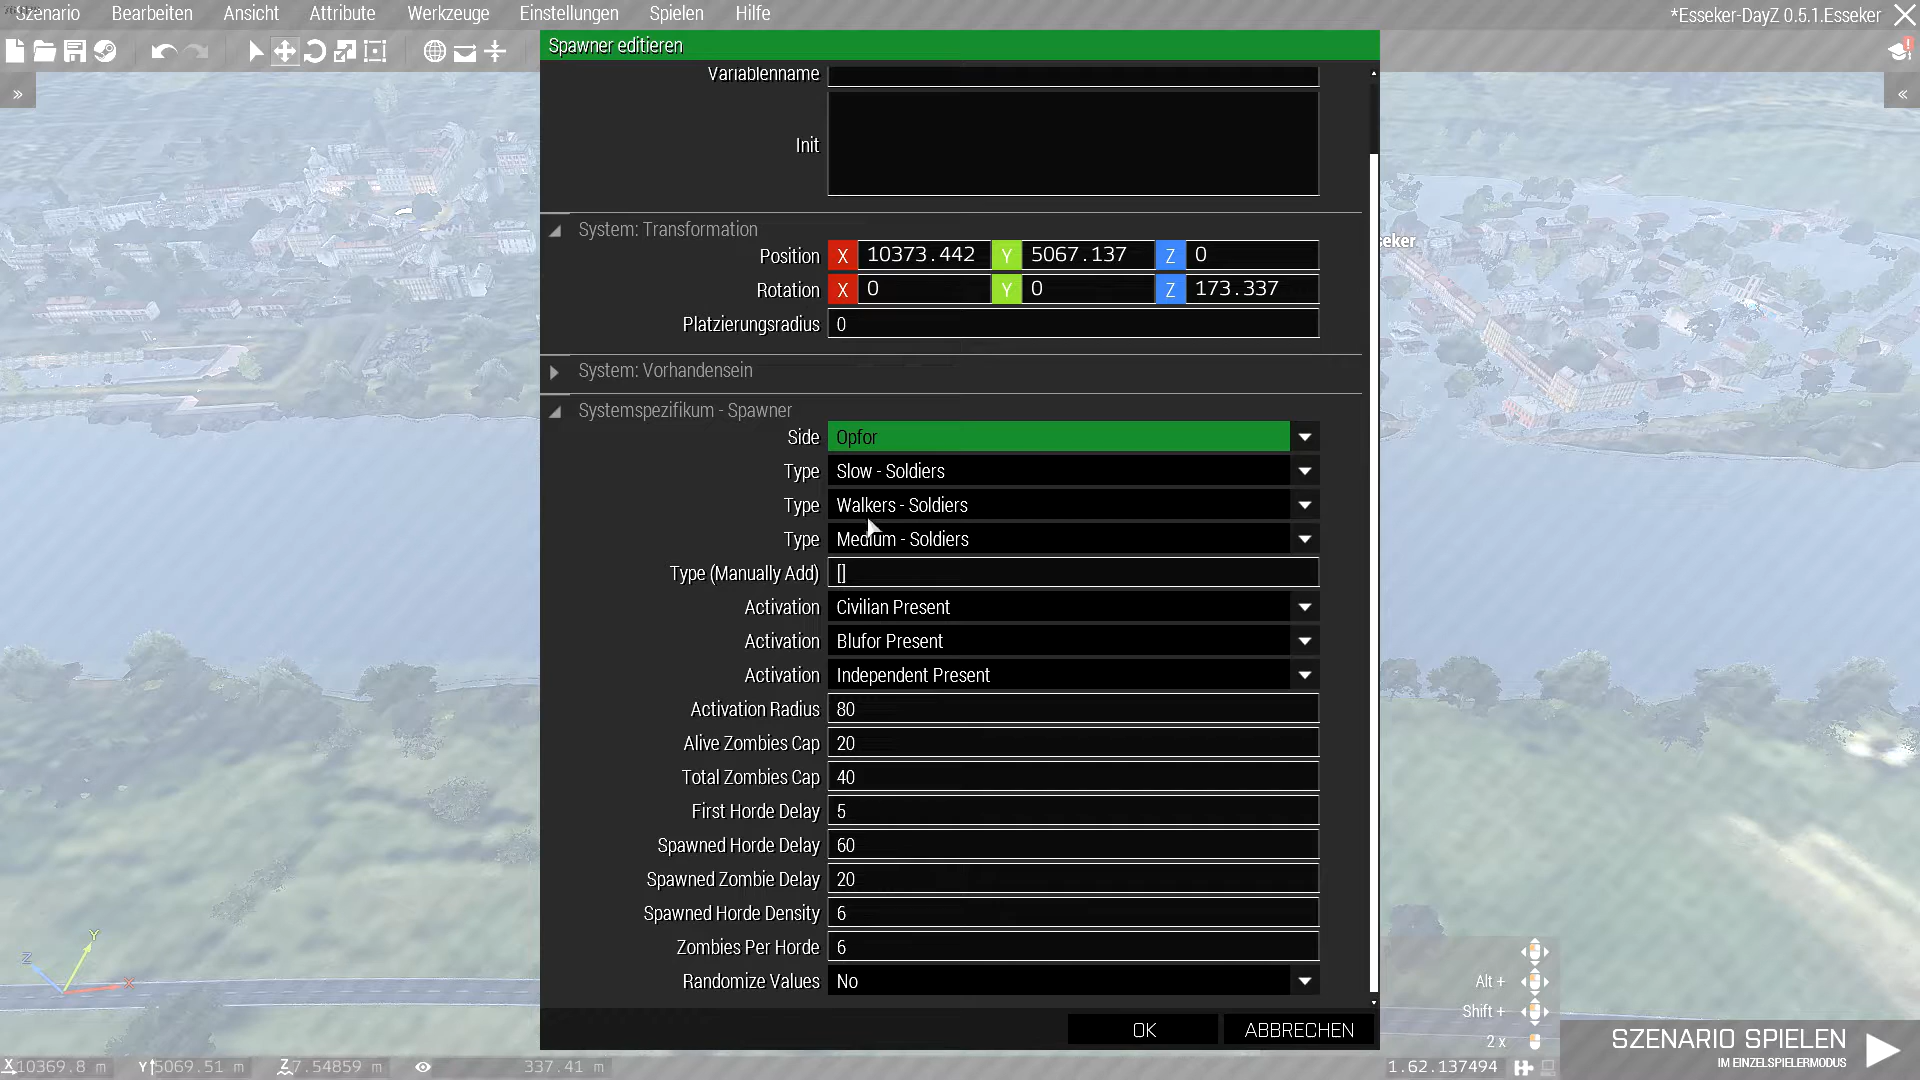 Szenario Bearbeiten Ansicht Attribute Werkzeuge Einstellungen Spielen Hilfe
*Esseker-DayZ 0.5.1.Esseker
Spawner editieren
Variablenname
Init
System: Transformation
Position X 10373.442 Y 5067.137 Z 0
Rotation X 0 Y 0 Z 173.337
Platzierungsradius 0
System: Vorhandensein
Systemspezifikum - Spawner
Side Opfor
Type Slow - Soldiers
Type Walkers - Soldiers
Type Medium - Soldiers
Type (Manually Add) []
Activation Civilian Present
Activation Blufor Present
Activation Independent Present
Activation Radius 80
Alive Zombies Cap 20
Total Zombies Cap 40
First Horde Delay 5
Spawned Horde Delay 60
Spawned Zombie Delay 20
Spawned Horde Density 6
Zombies Per Horde 6
Randomize Values No
OK ABBRECHEN
seker
Y
Z
X
Alt +
Shift +
2 x
SZENARIO SPIELEN
IM EINZELSPIELERMODUS
X 10369.8 m Y 5069.51 m Z 7.54859 m 337.41 m 1.62.137494